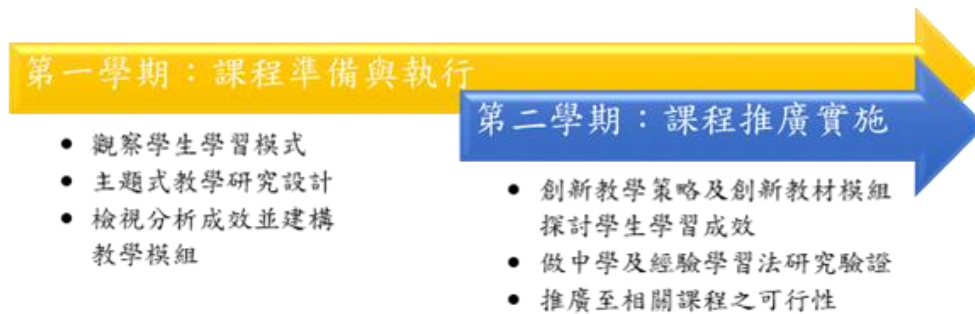 第一學期：課程準備與執行
• 觀察學生學習模式
• 主題式教學研究設計
• 檢視分析成效並建構
教學模組
第二學期：課程推廣實施
• 創新教學策略及創新教材模組
探討學生學習成效
• 做中學及經驗學習法研究驗證
• 推廣至相關課程之可行性